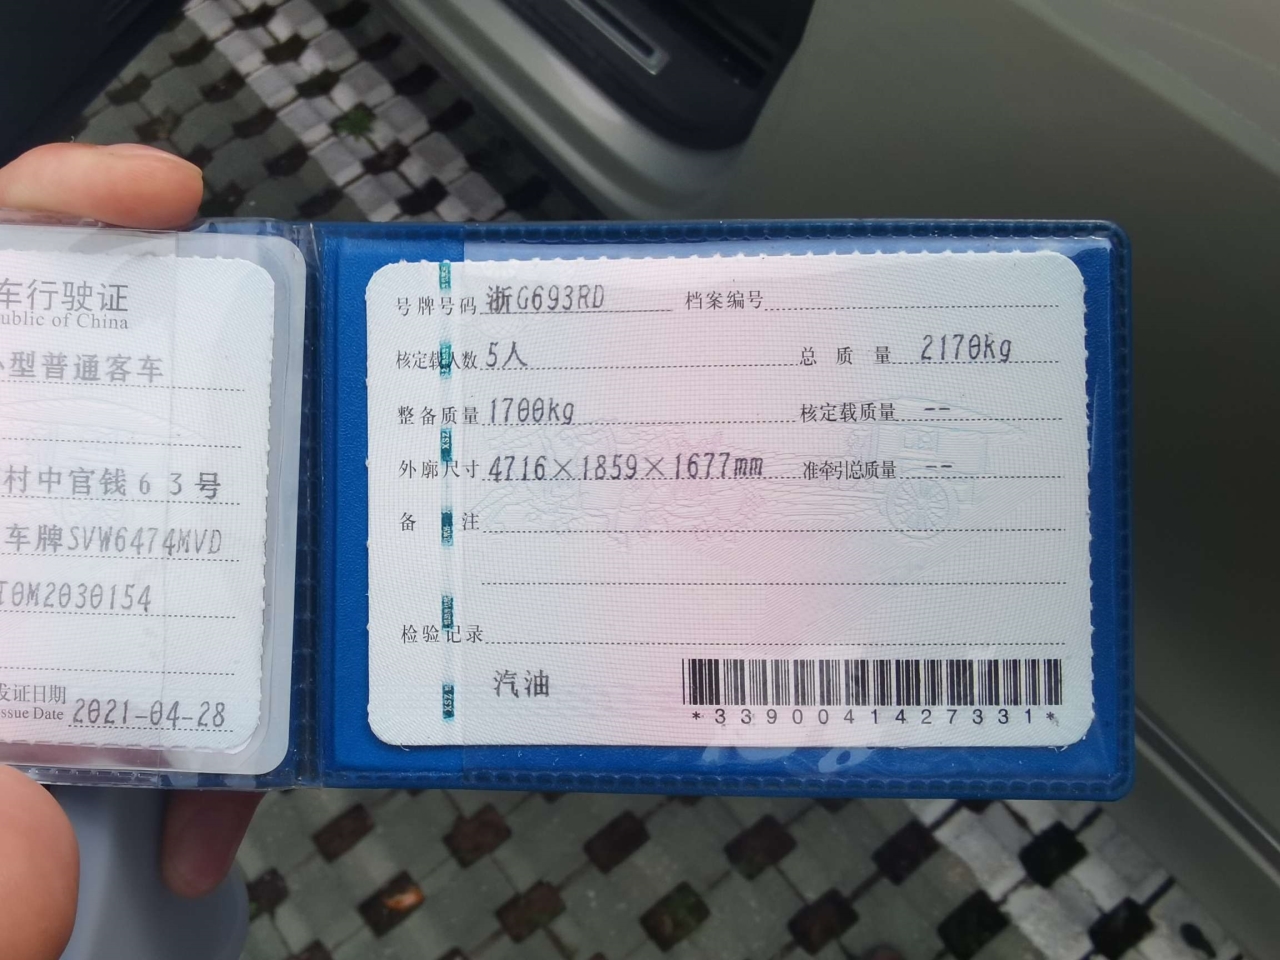 车行驶证
ublic of China
小型普通客车
村中官钱63号
车牌SVW6474MVD
0M2030154
发证日期
Issue Date 2021-04-28
号牌号码 浙G693RD 档案编号
核定载人数 5人 总质量 2170kg
整备质量 1700kg 核定载质量 --
外廓尺寸 4716×1859×1677mm 准牵引总质量 --
备注
检验记录
汽油
*3390041427331*